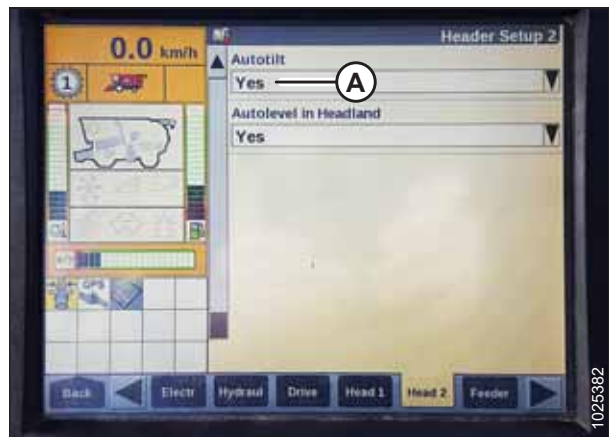 0.0 km/h
Header Setup 2
1
Autotilt
Yes
A
Autolevel in Headland
Yes
Back
Electr
Hydraul
Drive
Head 1
Head 2
Feeder
1025382